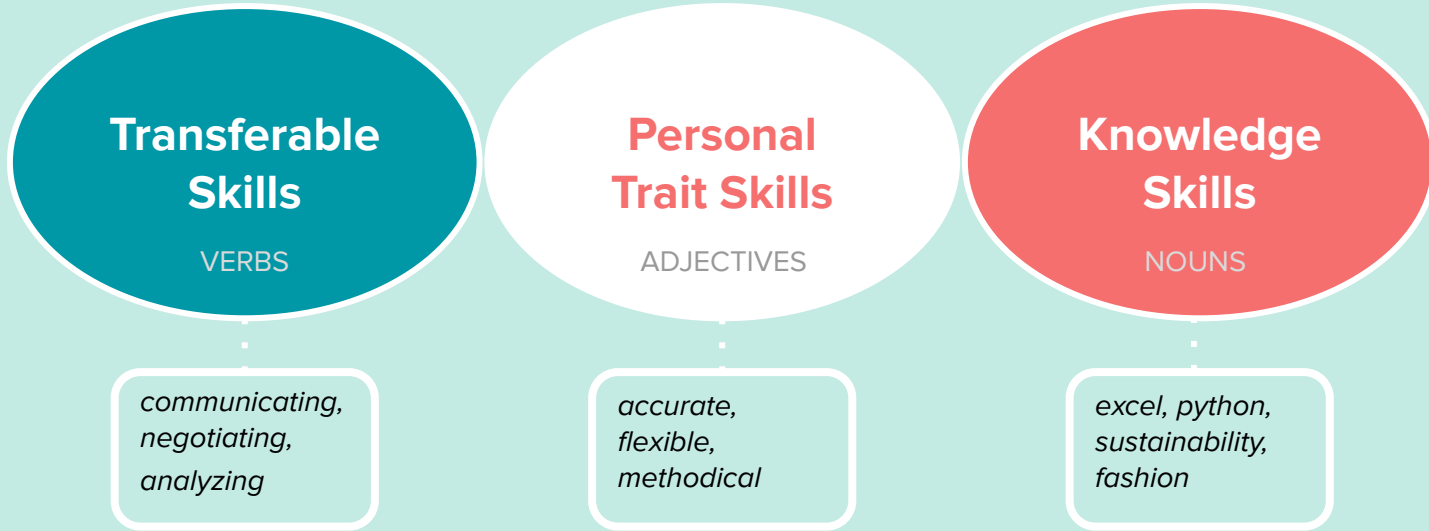 Transferable
Skills
VERBS
communicating,
negotiating,
analyzing
Personal
Trait Skills
ADJECTIVES
accurate,
flexible,
methodical
Knowledge
Skills
NOUNS
excel, python,
sustainability,
fashion